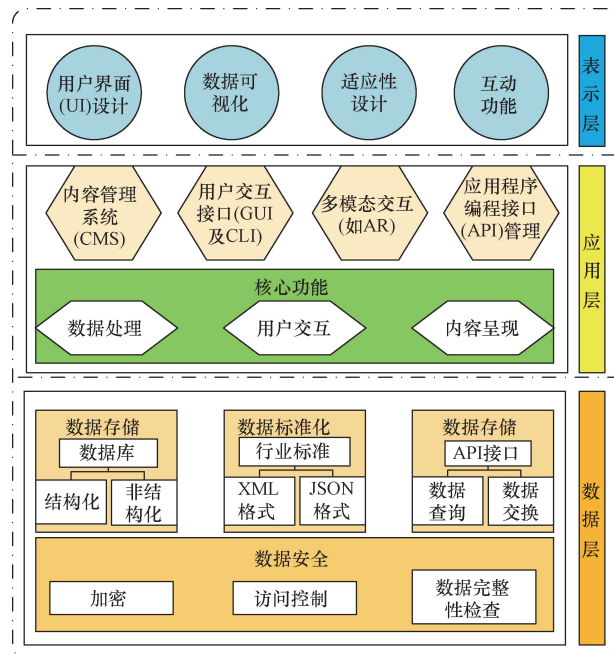 用户界面
(UI)设计
数据可
视化
适应性
设计
互动
功能
表示层
内容管理
系统
(CMS)
用户交互
接口(GUI
及CLI)
多模态交互
(如AR)
应用程序
编程接口
(API)管理
核心功能
数据处理
用户交互
内容呈现
应用层
数据存储
数据库
结构化
非结
构化
数据标准化
行业标准
XML
格式
JSON
格式
数据存储
API接口
数据
查询
数据
交换
数据安全
加密
访问控制
数据完整
性检查
数据层